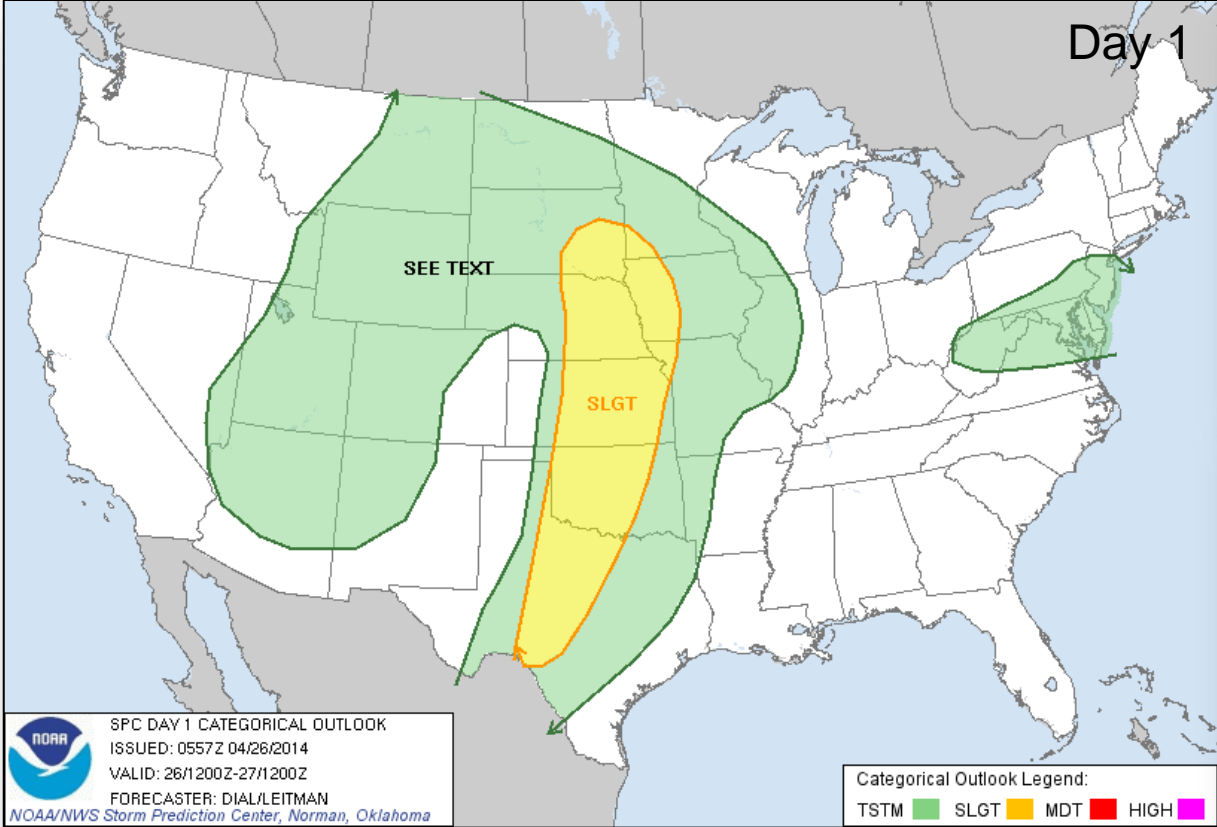 Day 1
SEE TEXT
SLGT
NOAA
SPC DAY 1 CATEGORICAL OUTLOOK
ISSUED: 0557Z 04/26/2014
VALID: 26/1200Z-27/1200Z
FORECASTER: DIAL/LEITMAN
NOAA/NWS Storm Prediction Center, Norman, Oklahoma
Categorical Outlook Legend:
TSTM SLGT MDT HIGH